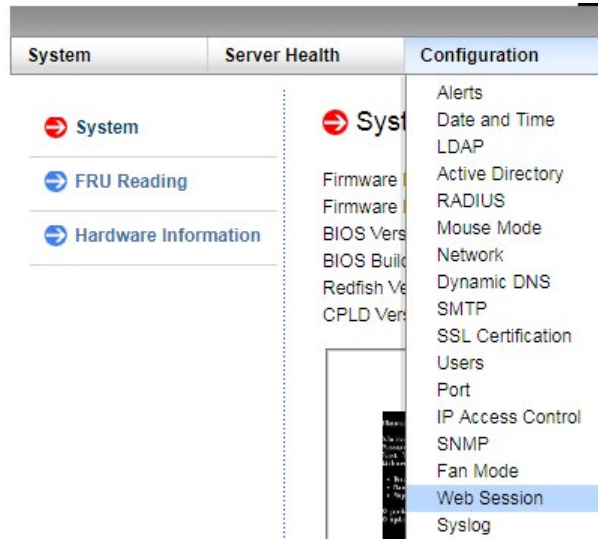 System Server Health Configuration
System
FRU Reading
Hardware Information
Syst
Firmware
Firmware
BIOS Vers
BIOS Build
Redfish Ve
CPLD Vers
Alerts
Date and Time
LDAP
Active Directory
RADIUS
Mouse Mode
Network
Dynamic DNS
SMTP
SSL Certification
Users
Port
IP Access Control
SNMP
Fan Mode
Web Session
Syslog